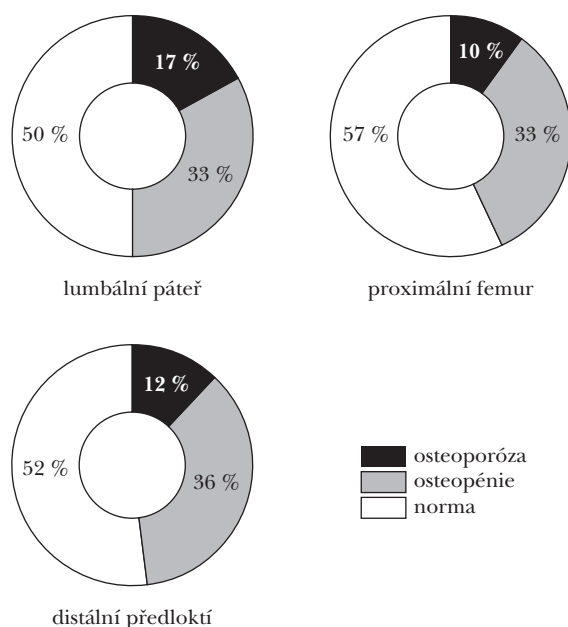 17 %
50 %
33 %
lumbální páteř
10 %
57 %
33 %
proximální femur
12 %
52 %
36 %
distální předloktí
osteoporóza
osteopénie
norma